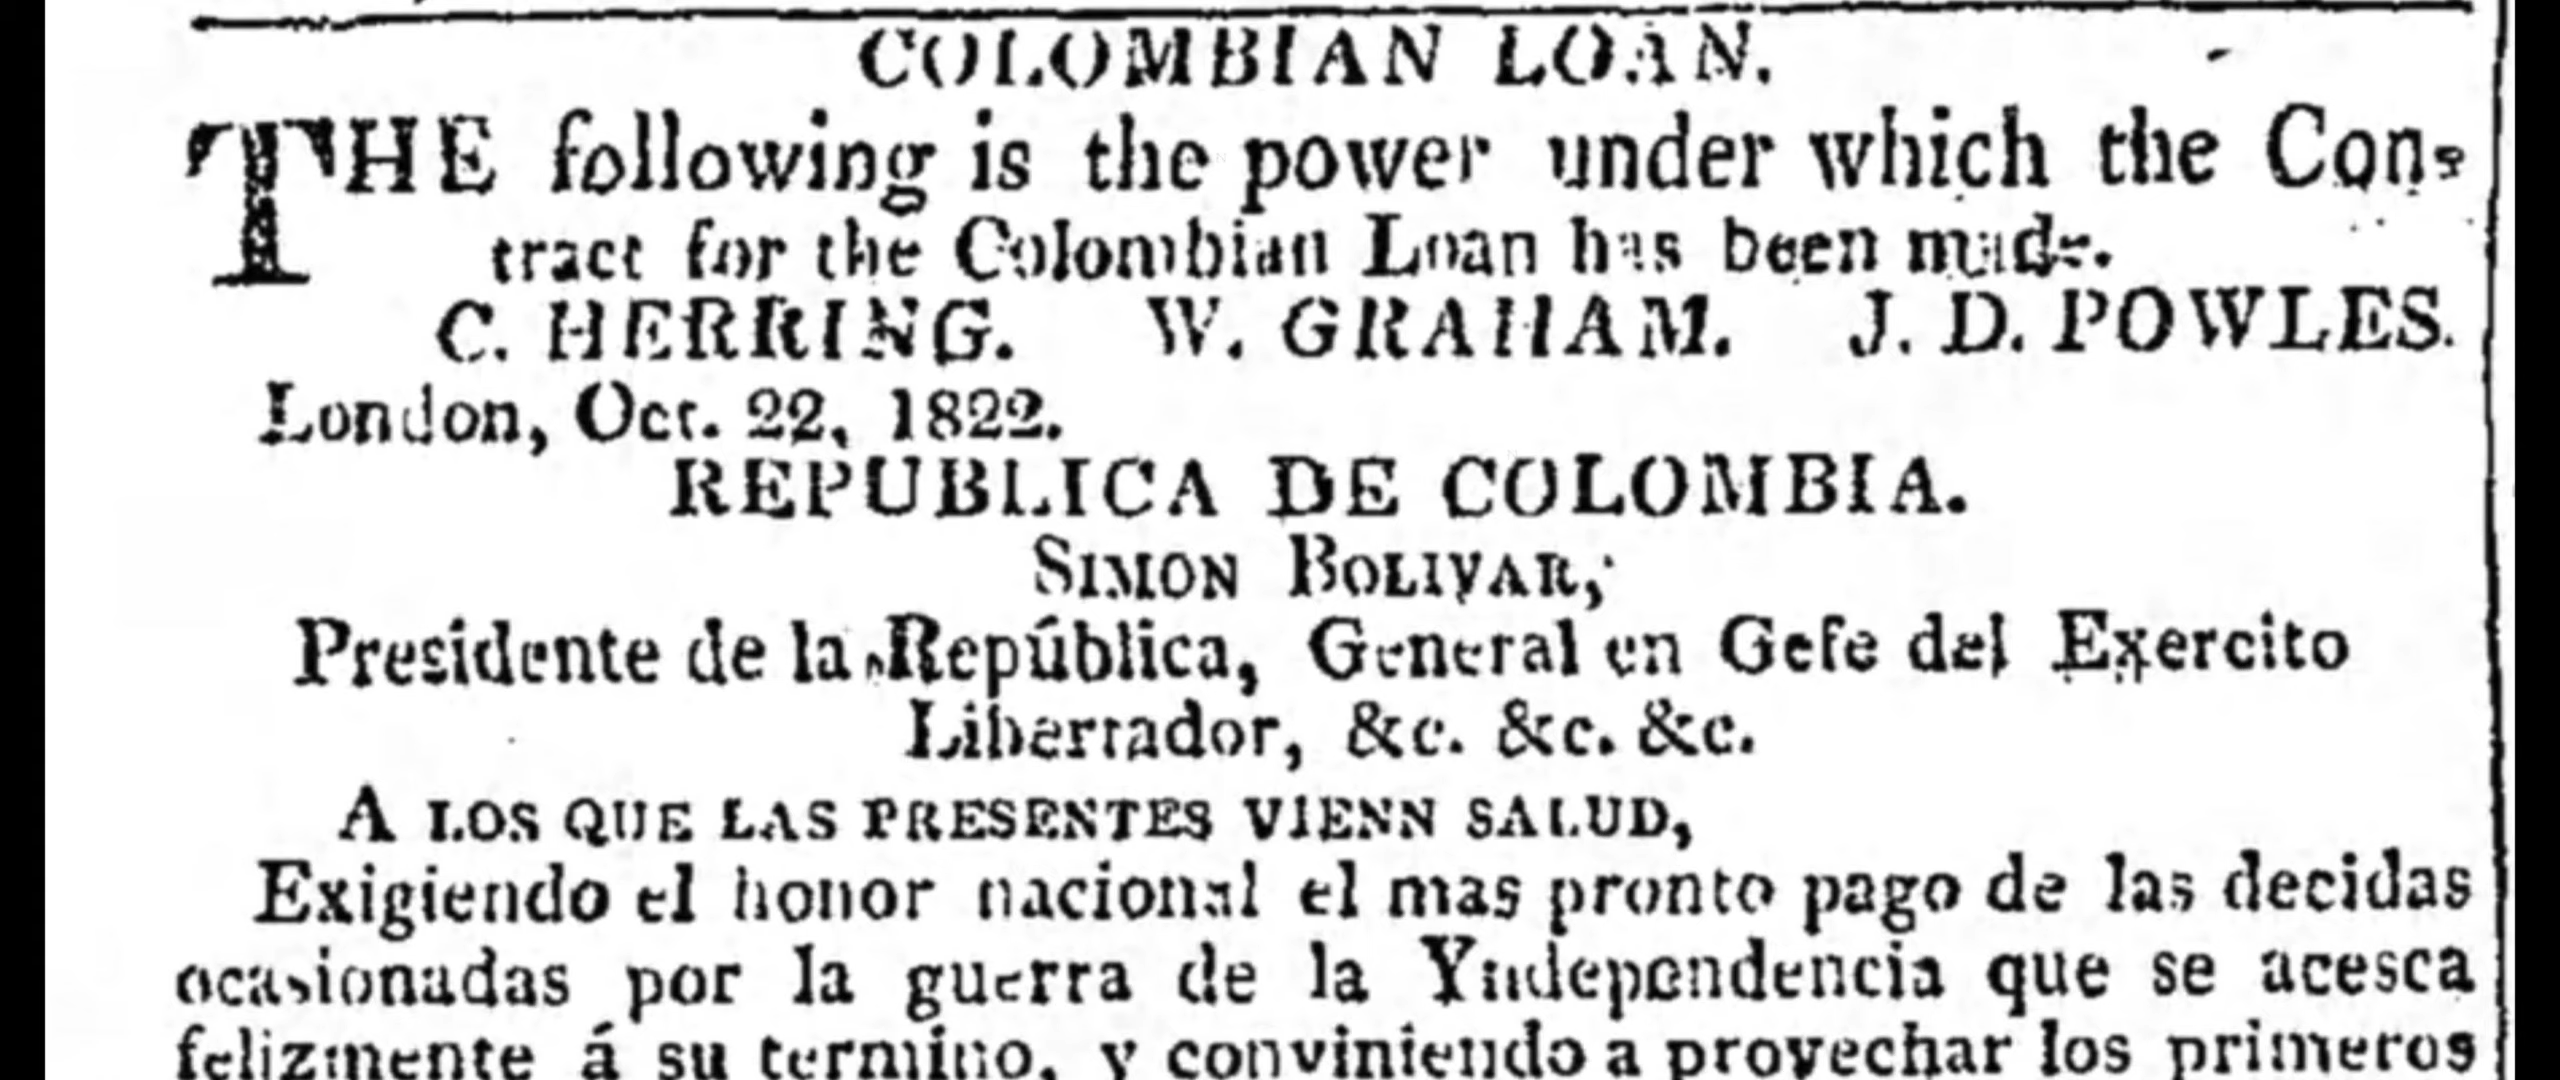 COLOMBIAN LOAN.
THE following is the power under which the Con-
tract for the Colombian Loan has been made.
C. HERRING. W. GRAHAM. J. D. POWLES.
London, Oct. 22, 1822.
REPUBLICA DE COLOMBIA.
SIMON BOLIVAR,
Presidente de la República, General en Gefe del Exercito
Libertador, &c. &c. &c.
A LOS QUE LAS PRESENTES VIENN SALUD,
Exigiendo el honor nacional el mas pronto pago de las decidas
ocasionadas por la guerra de la Yndependencia que se acesca
felizmente á su termino, y conviniendo a provechar los primeros